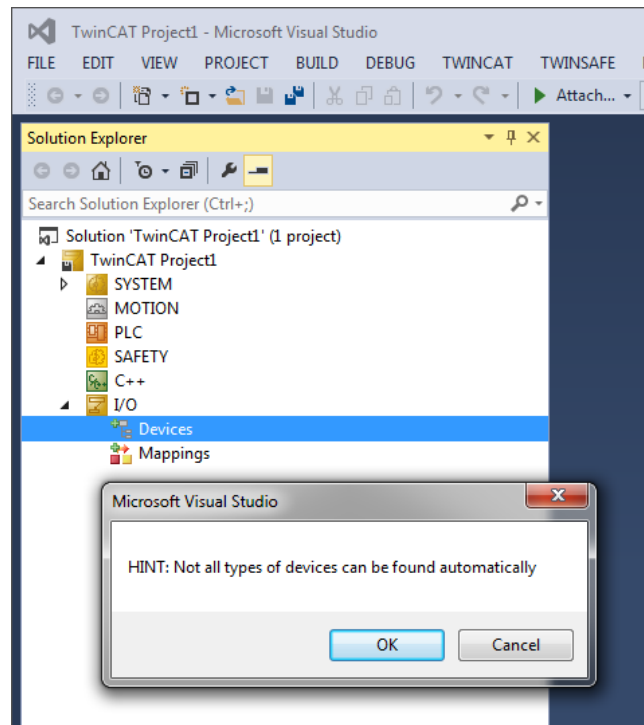 TwinCAT Project1 - Microsoft Visual Studio
FILE EDIT VIEW PROJECT BUILD DEBUG TWINCAT TWINSAFE
Attach...
Solution Explorer
Search Solution Explorer (Ctrl+;)
Solution 'TwinCAT Project1' (1 project)
TwinCAT Project1
SYSTEM
MOTION
PLC
SAFETY
C++
I/O
Devices
Mappings
Microsoft Visual Studio
HINT: Not all types of devices can be found automatically
OK Cancel